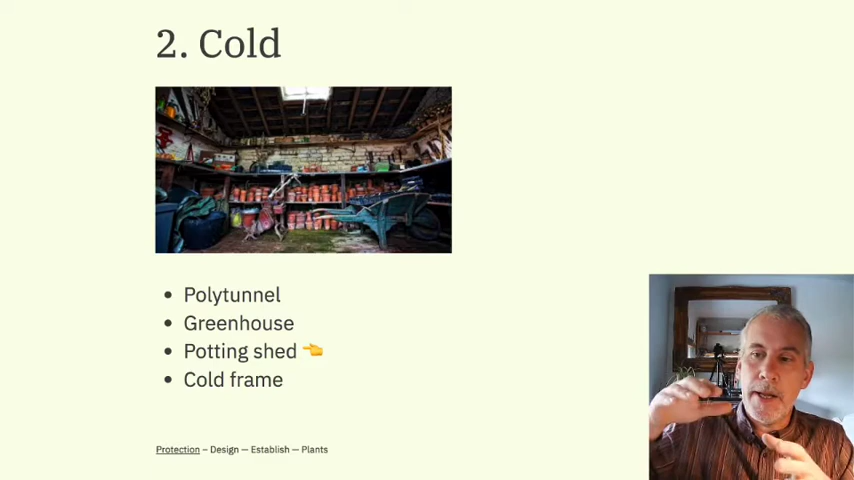 2. Cold
• Polytunnel
• Greenhouse
• Potting shed 👈
• Cold frame
Protection – Design — Establish — Plants